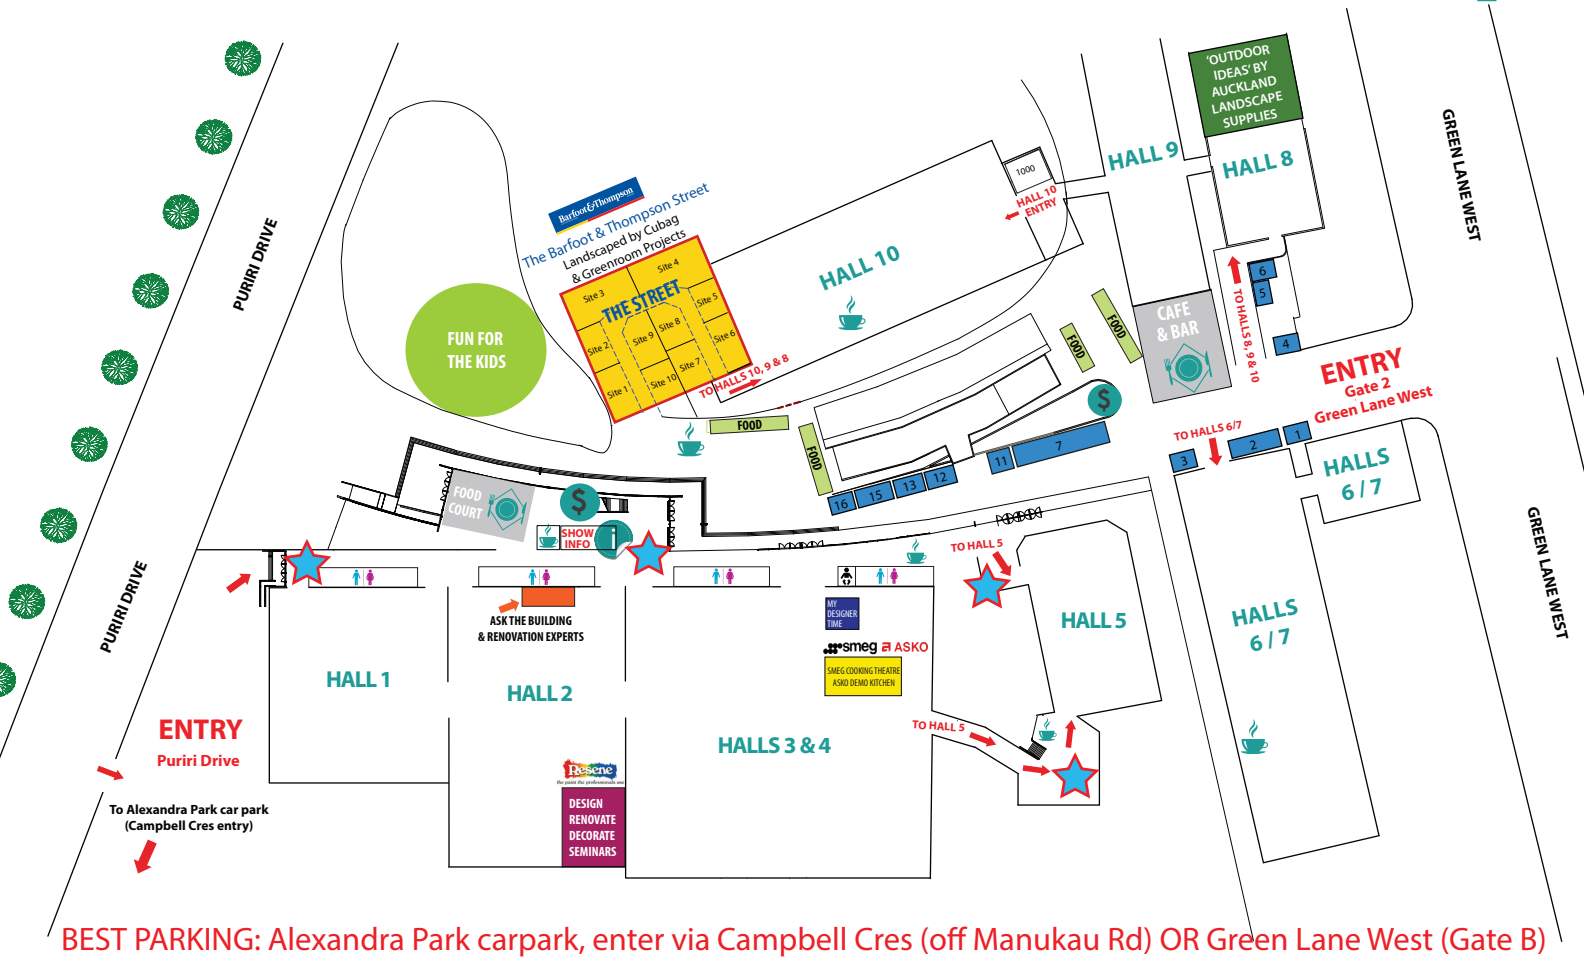 'OUTDOOR
IDEAS' BY
AUCKLAND
LANDSCAPE
SUPPLIES
HALL 9
HALL 8
GREEN LANE WEST
1000
HALL 10
ENTRY
Barfoot&Thompson
The Barfoot & Thompson Street
Landscaped by Cubag
& Greenroom Projects
PURIRI DRIVE
HALL 10
Site 4
Site 3
THE STREET
Site 5
Site 8
Site 9
Site 6
Site 2
Site 7
Site 10
Site 1
FUN FOR
THE KIDS
TO HALLS 10, 9 & 8
6
5
4
TO HALLS 8, 9 & 10
CAFE
& BAR
FOOD
FOOD
FOOD
FOOD
ENTRY
Gate 2
Green Lane West
$
TO HALLS 6/7
1
2
3
7
11
12
13
15
16
HALLS
6 / 7
FOOD
COURT
$
SHOW
INFO
i
TO HALL 5
GREEN LANE WEST
PURIRI DRIVE
ASK THE BUILDING
& RENOVATION EXPERTS
MY
DESIGNER
TIME
smeg ASKO
SMEG COOKING THEATRE
ASKO DEMO KITCHEN
HALL 5
HALLS
6 / 7
HALL 1
HALL 2
HALLS 3 & 4
TO HALL 5
ENTRY
Puriri Drive
To Alexandra Park car park
(Campbell Cres entry)
Resene
the paint the professionals use
DESIGN
RENOVATE
DECORATE
SEMINARS
BEST PARKING: Alexandra Park carpark, enter via Campbell Cres (off Manukau Rd) OR Green Lane West (Gate B)